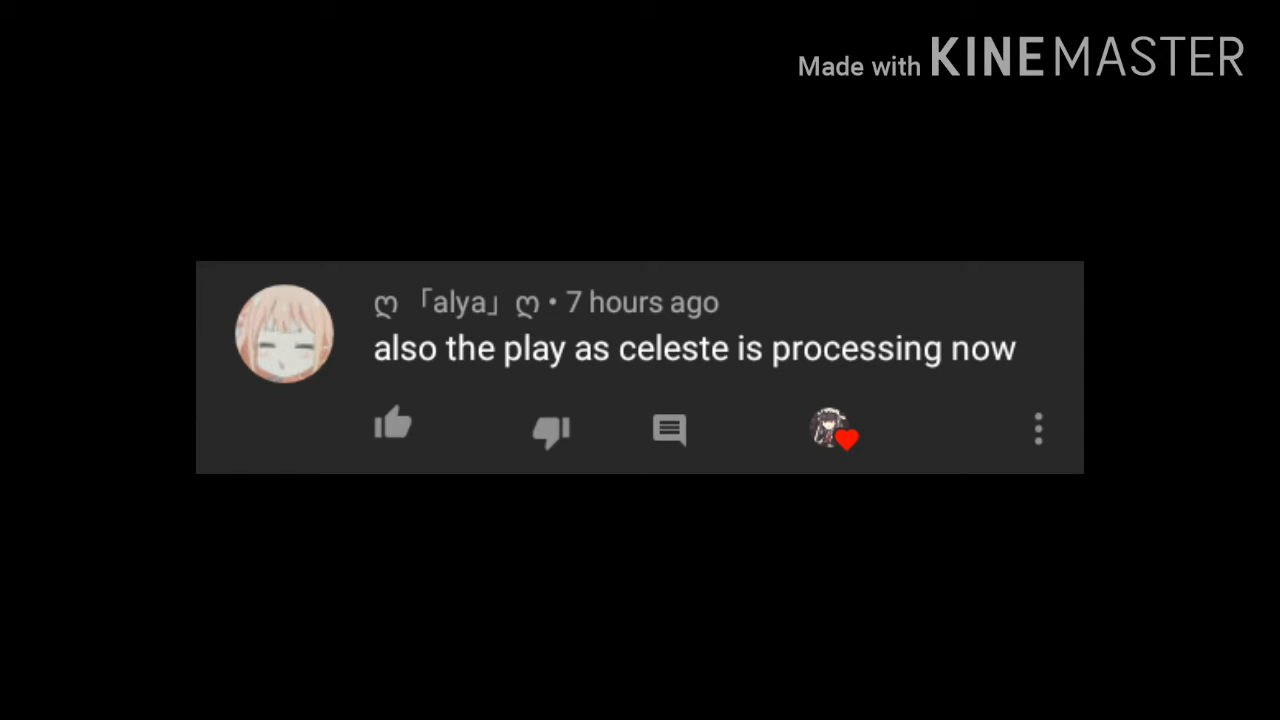 Made with KINEMASTER
ღ 「alya」 ღ • 7 hours ago
also the play as celeste is processing now